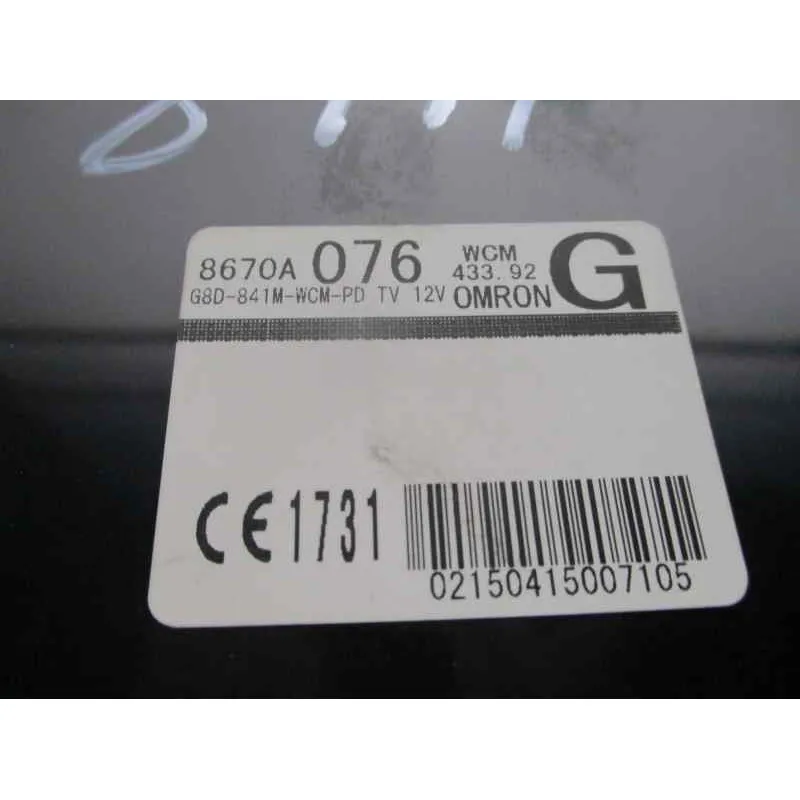 8670A 076 WCM G
433.92
G8D-841M-WCM-PD TV 12V OMRON
CE 1731
02150415007105